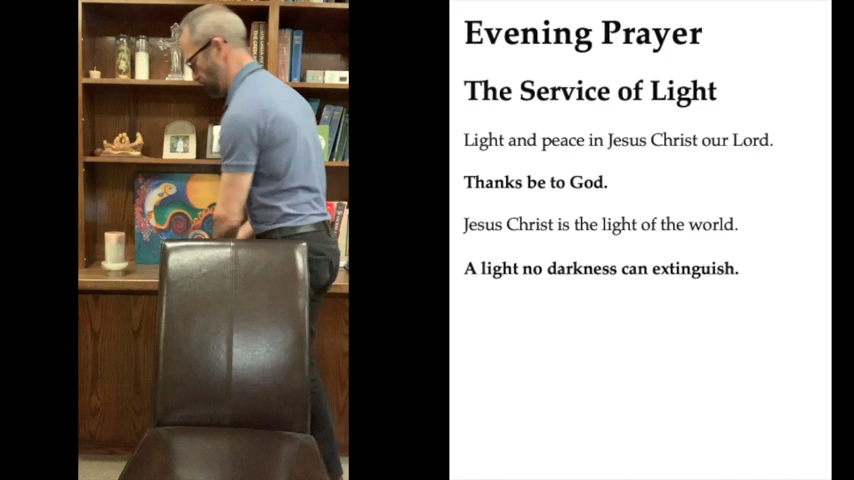 Evening Prayer
The Service of Light
Light and peace in Jesus Christ our Lord.
Thanks be to God.
Jesus Christ is the light of the world.
A light no darkness can extinguish.